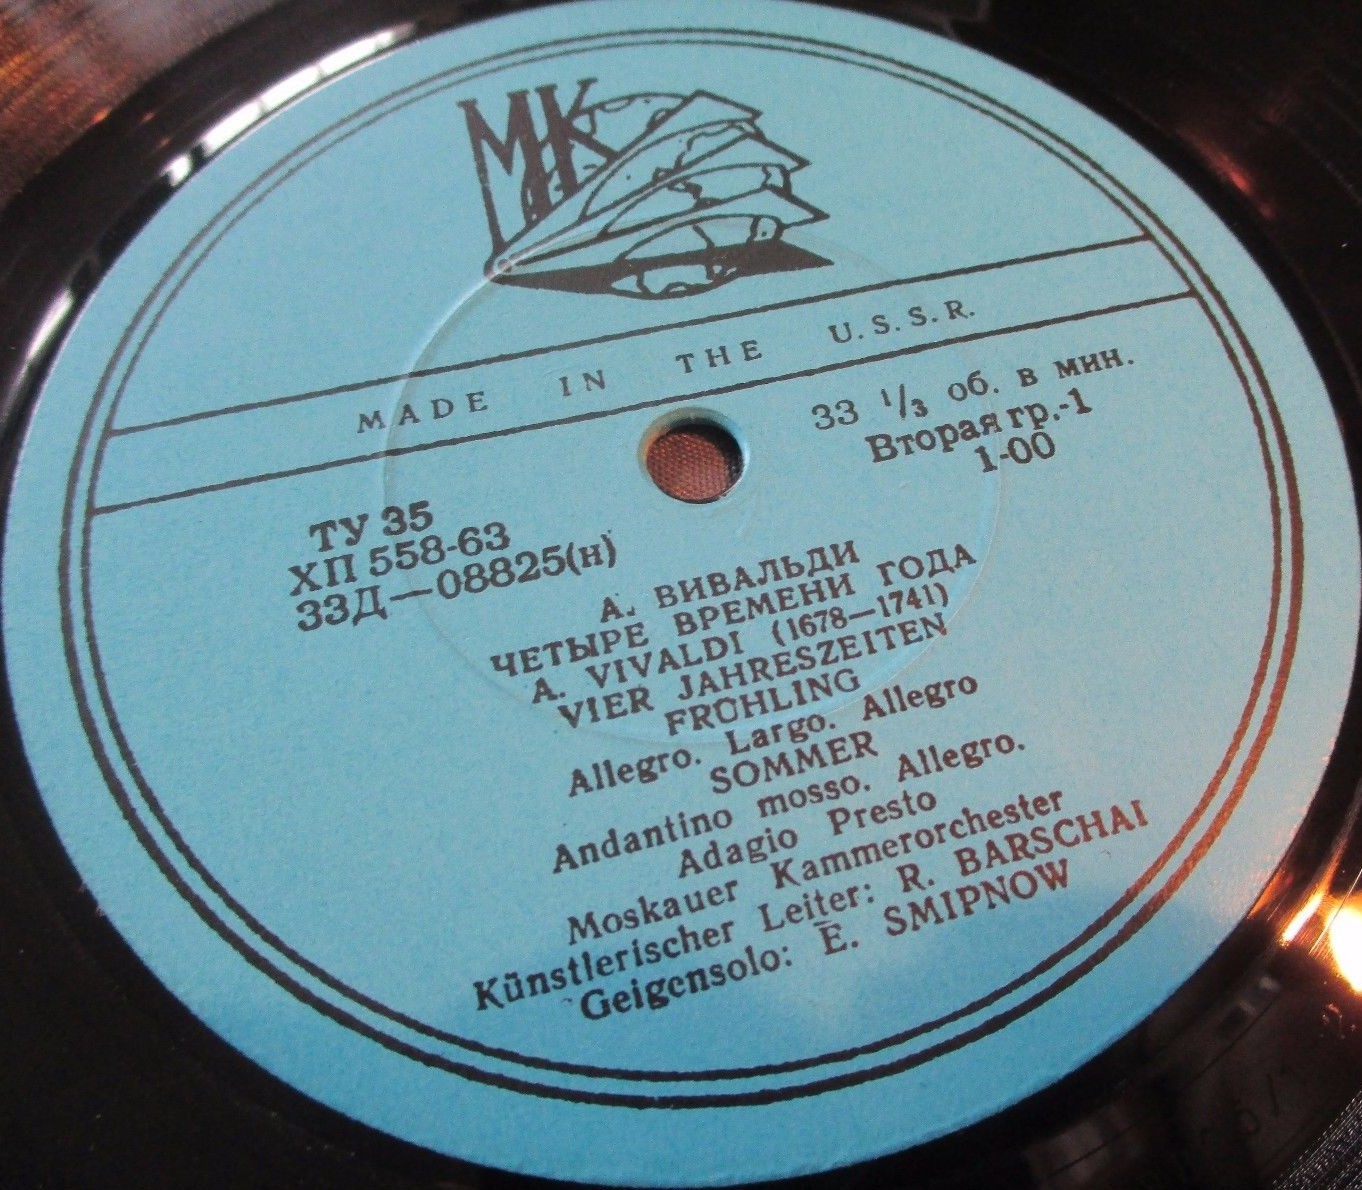 МК
MADE IN THE U.S.S.R.
33 1/3 об. в мин.
Вторая гр.-1
1-00
ТУ 35
ХП 558-63
33Д—08825(н)
А. ВИВАЛЬДИ
ЧЕТЫРЕ ВРЕМЕНИ ГОДА
A. VIVALDI (1678—1741)
VIER JAHRESZEITEN
FRÜHLING
Allegro. Largo. Allegro
SOMMER
Andantino mosso. Allegro.
Adagio Presto
Moskauer Kammerorchester
Künstlerischer Leiter: R. BARSCHAI
Geigensolo: E. SMIPNOW